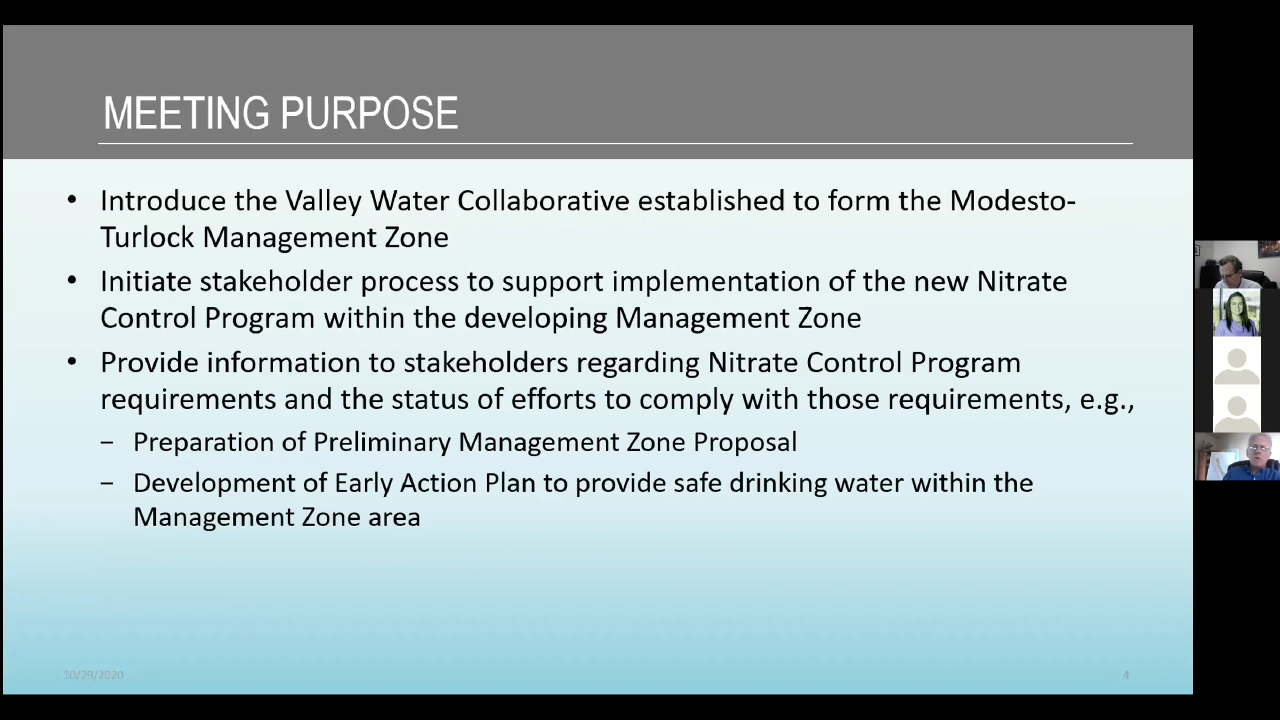 MEETING PURPOSE
• Introduce the Valley Water Collaborative established to form the Modesto-
Turlock Management Zone
• Initiate stakeholder process to support implementation of the new Nitrate
Control Program within the developing Management Zone
• Provide information to stakeholders regarding Nitrate Control Program
requirements and the status of efforts to comply with those requirements, e.g.,
− Preparation of Preliminary Management Zone Proposal
− Development of Early Action Plan to provide safe drinking water within the
Management Zone area
10/29/2020
4